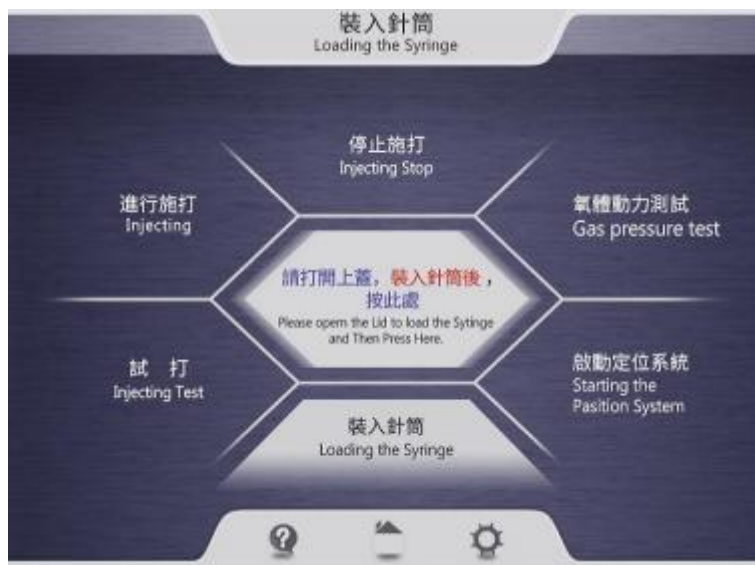 裝入針筒
Loading the Syringe
停止施打
Injecting Stop
進行施打
Injecting
氧體動力測試
Gas pressure test
請打開上蓋，裝入針筒後，
按此處
Please opem the Lid to load the Sytinge
and Then Press Here.
試 打
Injecting Test
啟動定位系統
Starting the
Pasition System
裝入針筒
Loading the Syringe
?